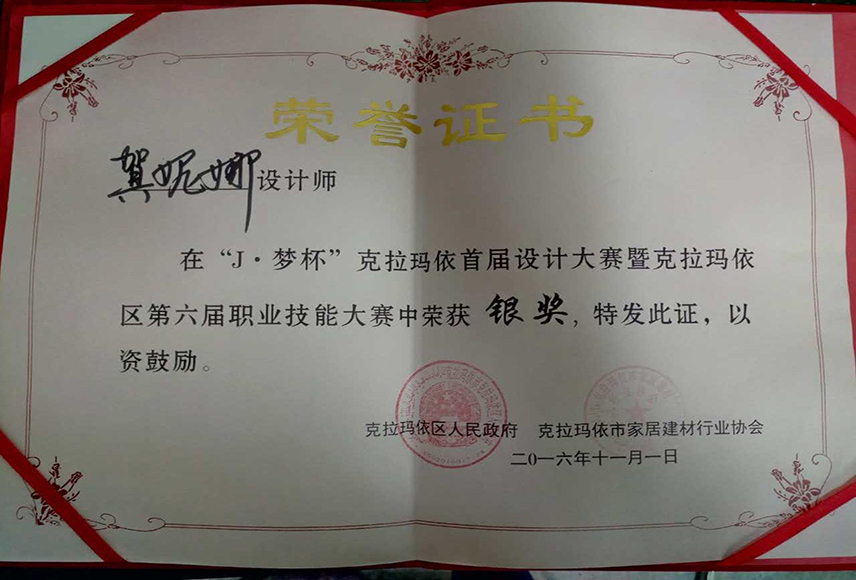 荣誉证书
贺妮娜设计师
在“J·梦杯”克拉玛依首届设计大赛暨克拉玛依
区第六届职业技能大赛中荣获 银奖，特发此证，以
资鼓励。
克拉玛依区人民政府 克拉玛依市家居建材行业协会
二0一六年十一月一日